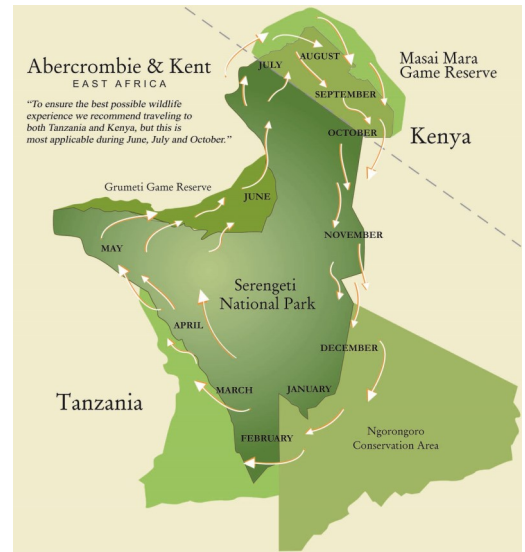 Abercrombie & Kent
EAST AFRICA
"To ensure the best possible wildlife
experience we recommend traveling to
both Tanzania and Kenya, but this is
most applicable during June, July and October."
Masai Mara
Game Reserve
Kenya
JULY
AUGUST
SEPTEMBER
OCTOBER
Grumeti Game Reserve
JUNE
MAY
NOVEMBER
Serengeti
National Park
APRIL
DECEMBER
Tanzania
MARCH
JANUARY
FEBRUARY
Ngorongoro
Conservation Area